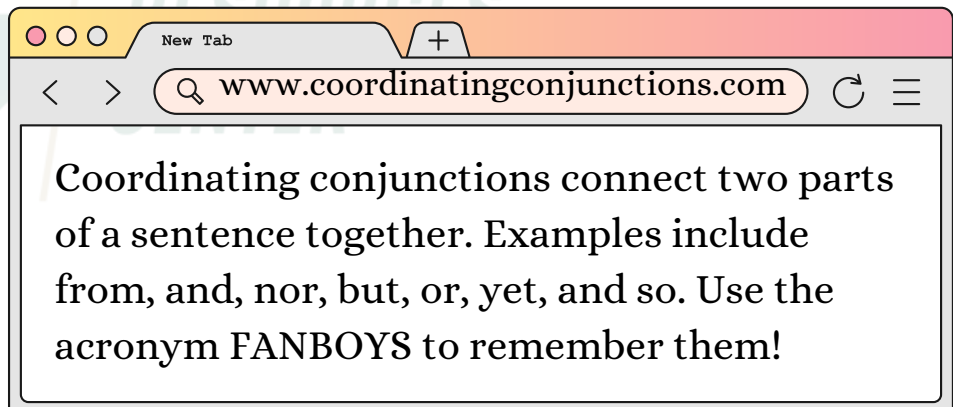 New Tab
www.coordinatingconjunctions.com
Coordinating conjunctions connect two parts
of a sentence together. Examples include
from, and, nor, but, or, yet, and so. Use the
acronym FANBOYS to remember them!